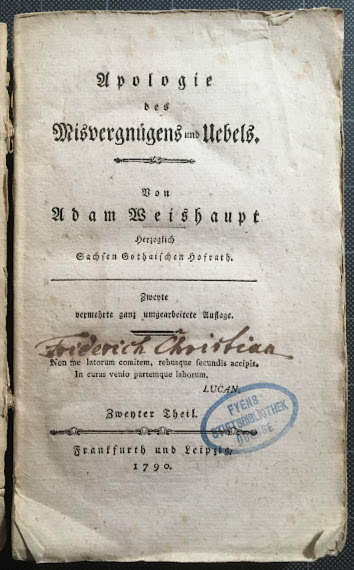 Apologie
des
Misvergnügens und Uebels.
Von
Adam Weishaupt
Herzoglich
Sachsen Gothaischen Hofrath.
Zweyte
vermehrte ganz umgearbeitete Auflage.
Friderich Christian
Non me latorum comitem, rebusque secundis accipis.
In curas venio partemque laborum.
LUCAN.
Zweyter Theil.
FYENS
STIFTSBIBLIOTHEK
ODENSE
Frankfurth und Leipzig,
1790.